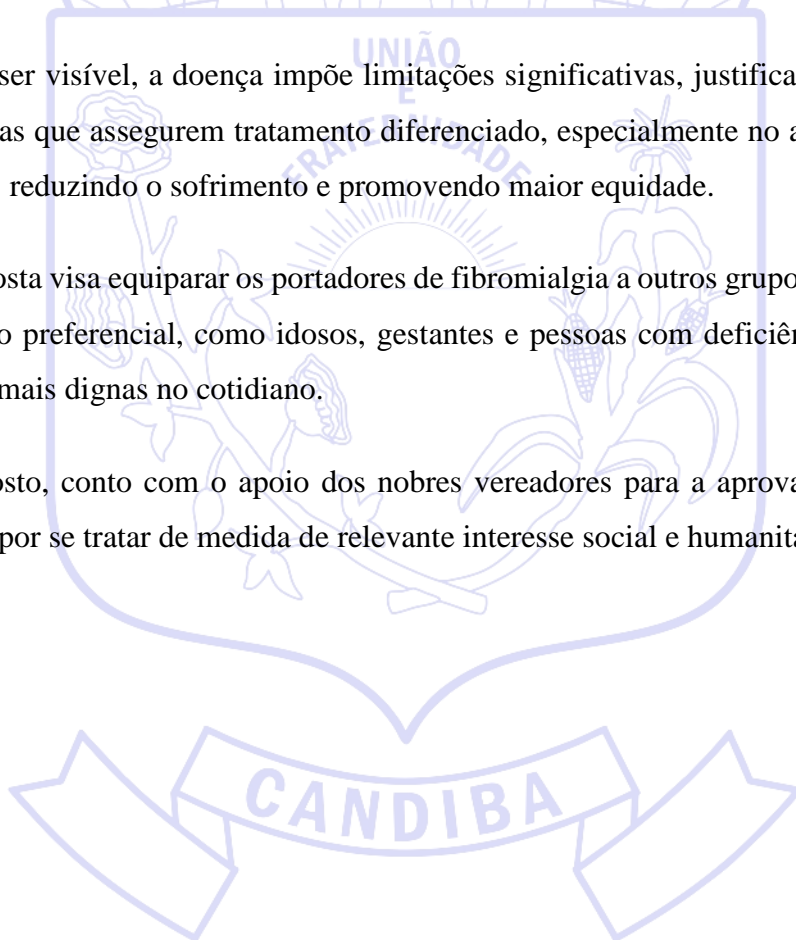 UNIÃO
ser visível, a doença impõe limitações significativas, justifica
E
as que assegurem tratamento diferenciado, especialmente no a
FRATERNIDADE
reduzindo o sofrimento e promovendo maior equidade.
osta visa equiparar os portadores de fibromialgia a outros grupo
o preferencial, como idosos, gestantes e pessoas com deficiên
mais dignas no cotidiano.
osto, conto com o apoio dos nobres vereadores para a aprova
por se tratar de medida de relevante interesse social e humanita
CANDIBA